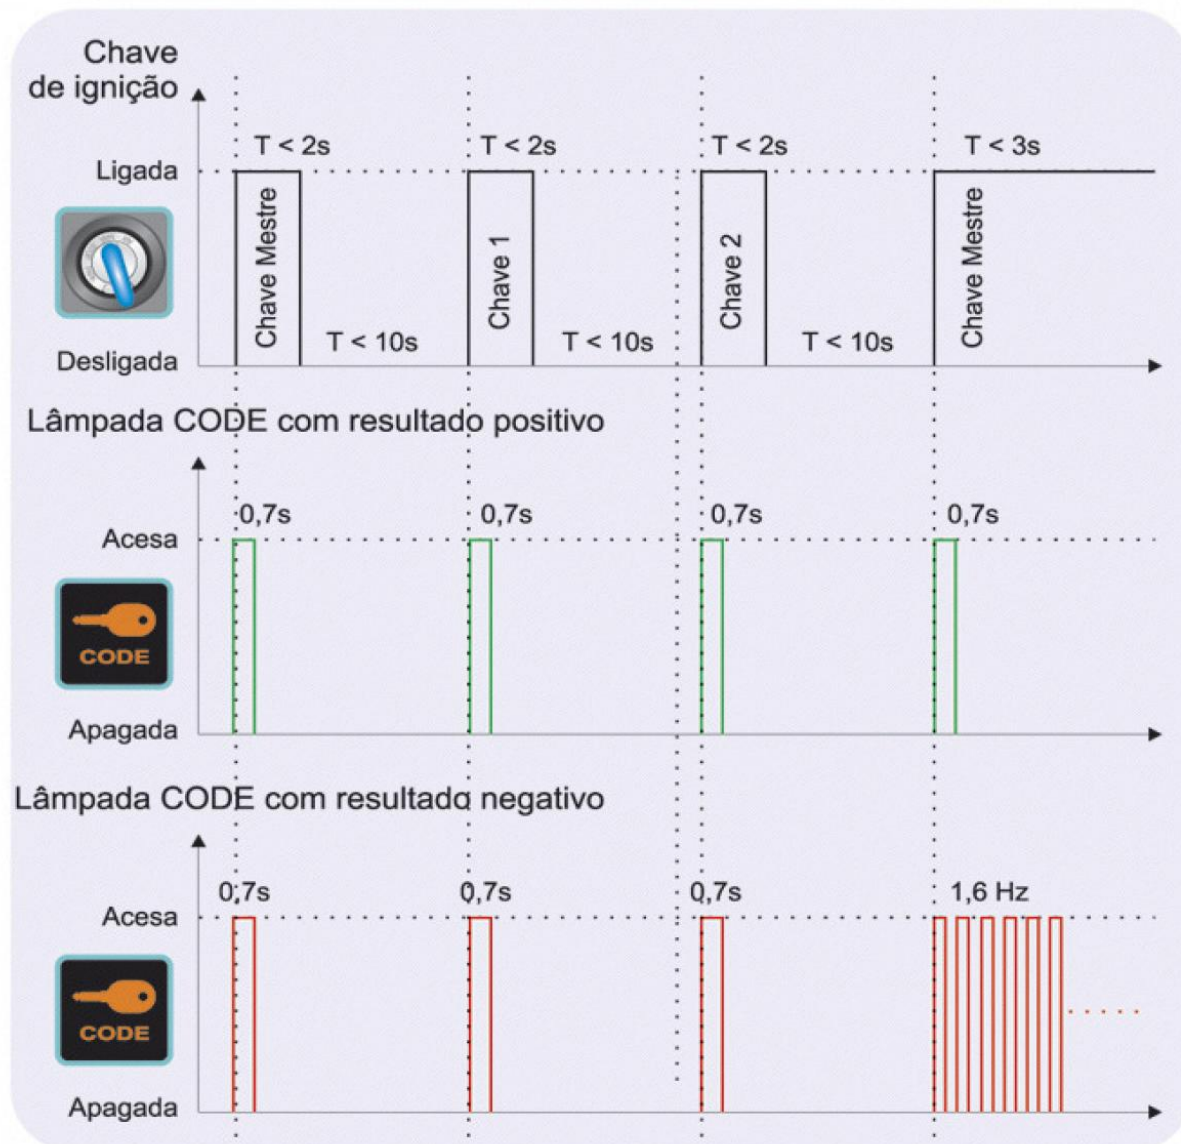 Chave
de ignição
T < 2s
T < 2s
T < 2s
T < 3s
Ligada
Chave Mestre
Chave 1
Chave 2
Chave Mestre
T < 10s
T < 10s
T < 10s
Desligada
Lâmpada CODE com resultado positivo
0,7s
0,7s
0,7s
0,7s
Acesa
CODE
Apagada
Lâmpada CODE com resultado negativo
0,7s
0,7s
0,7s
1,6 Hz
Acesa
CODE
Apagada